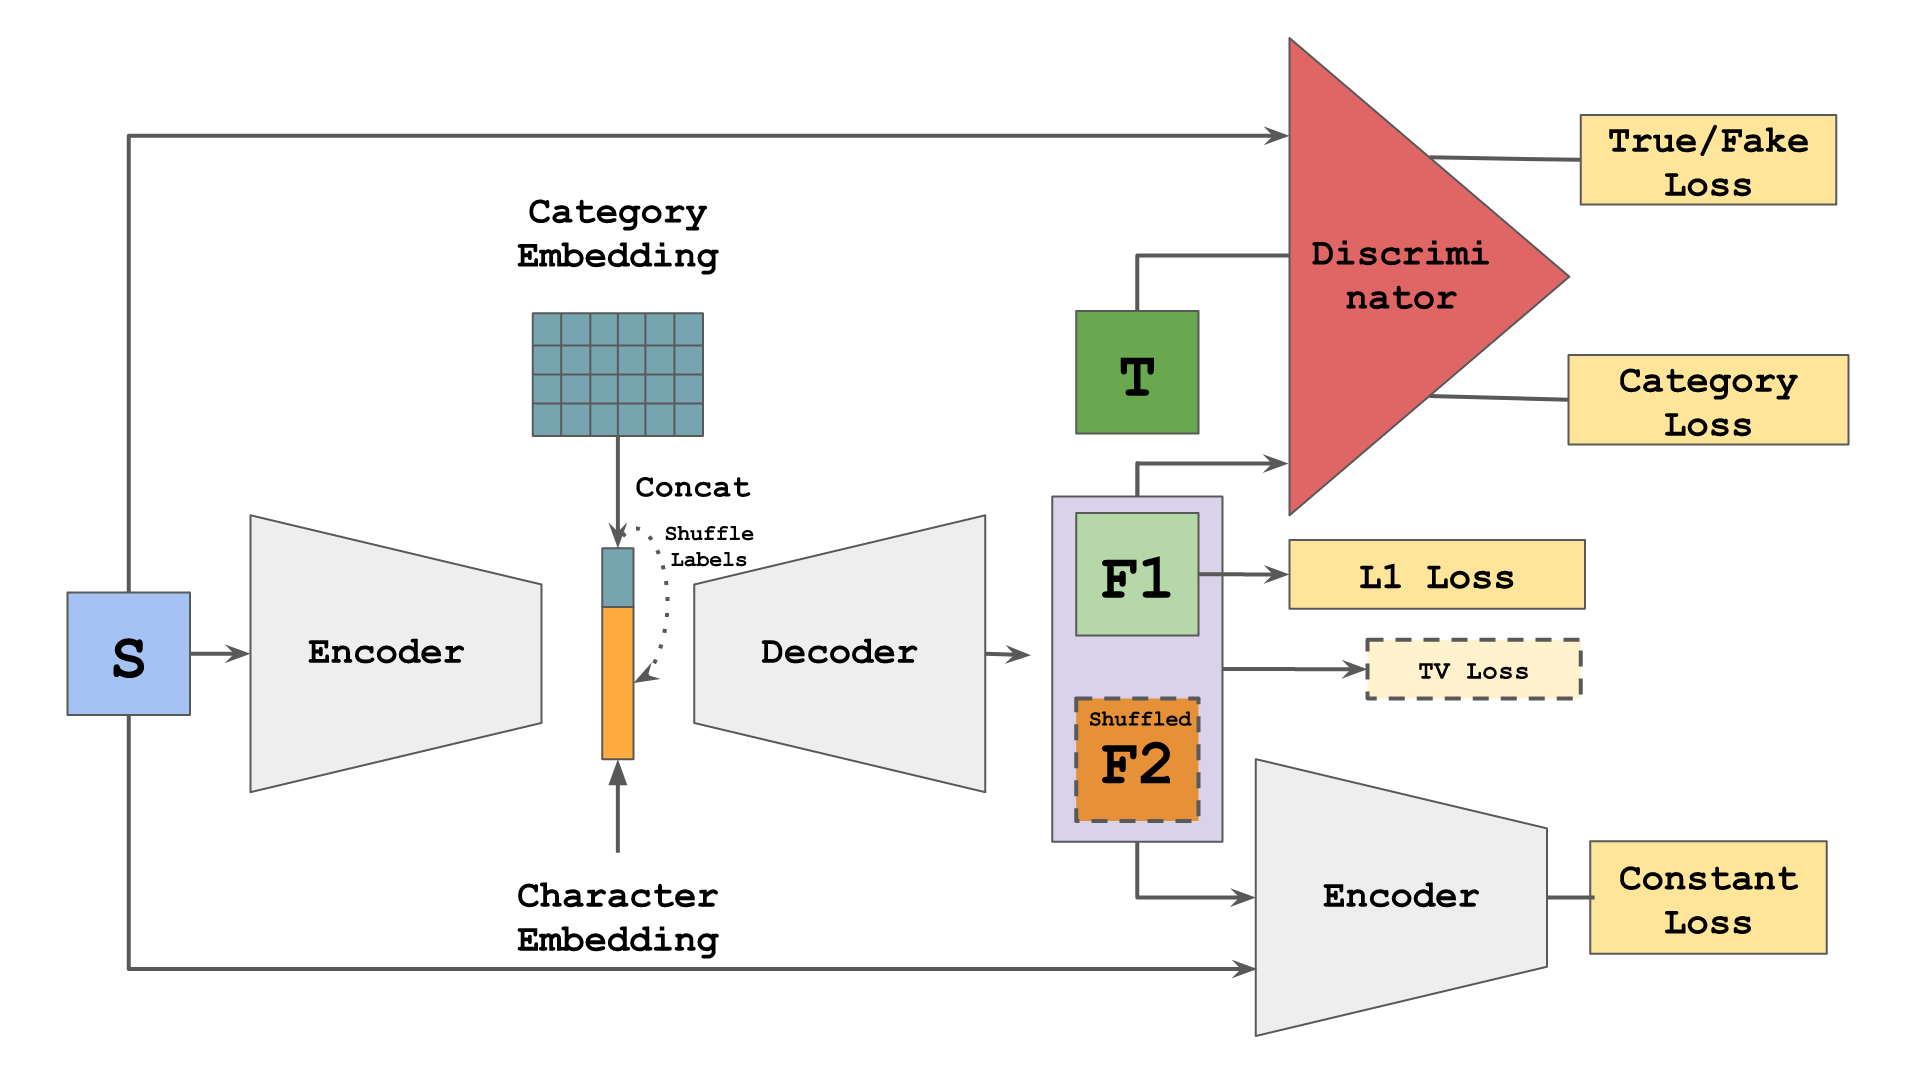 True/Fake
Loss
Category
Embedding
Discrimi
nator
T
Category
Loss
Concat
Shuffle
Labels
F1
L1 Loss
S
Encoder
Decoder
TV Loss
Shuffled
F2
Character
Embedding
Encoder
Constant
Loss